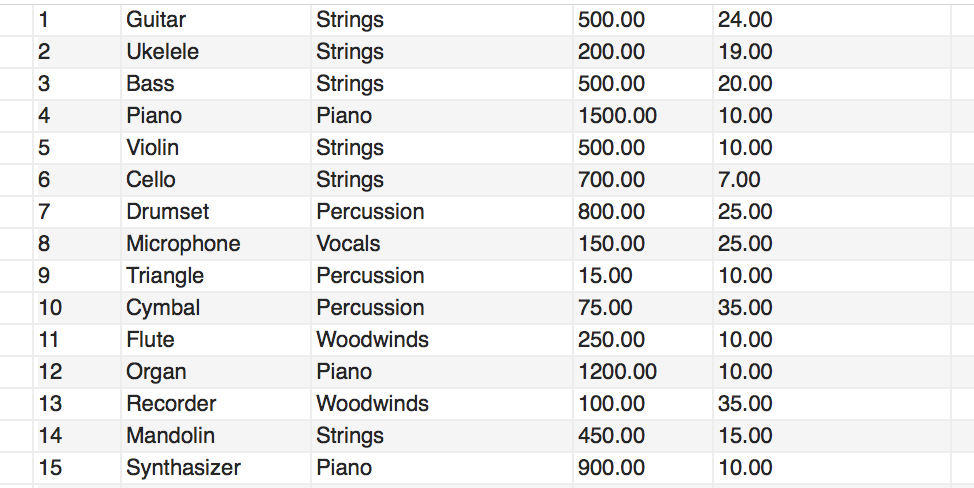 1 Guitar Strings 500.00 24.00
2 Ukelele Strings 200.00 19.00
3 Bass Strings 500.00 20.00
4 Piano Piano 1500.00 10.00
5 Violin Strings 500.00 10.00
6 Cello Strings 700.00 7.00
7 Drumset Percussion 800.00 25.00
8 Microphone Vocals 150.00 25.00
9 Triangle Percussion 15.00 10.00
10 Cymbal Percussion 75.00 35.00
11 Flute Woodwinds 250.00 10.00
12 Organ Piano 1200.00 10.00
13 Recorder Woodwinds 100.00 35.00
14 Mandolin Strings 450.00 15.00
15 Synthasizer Piano 900.00 10.00